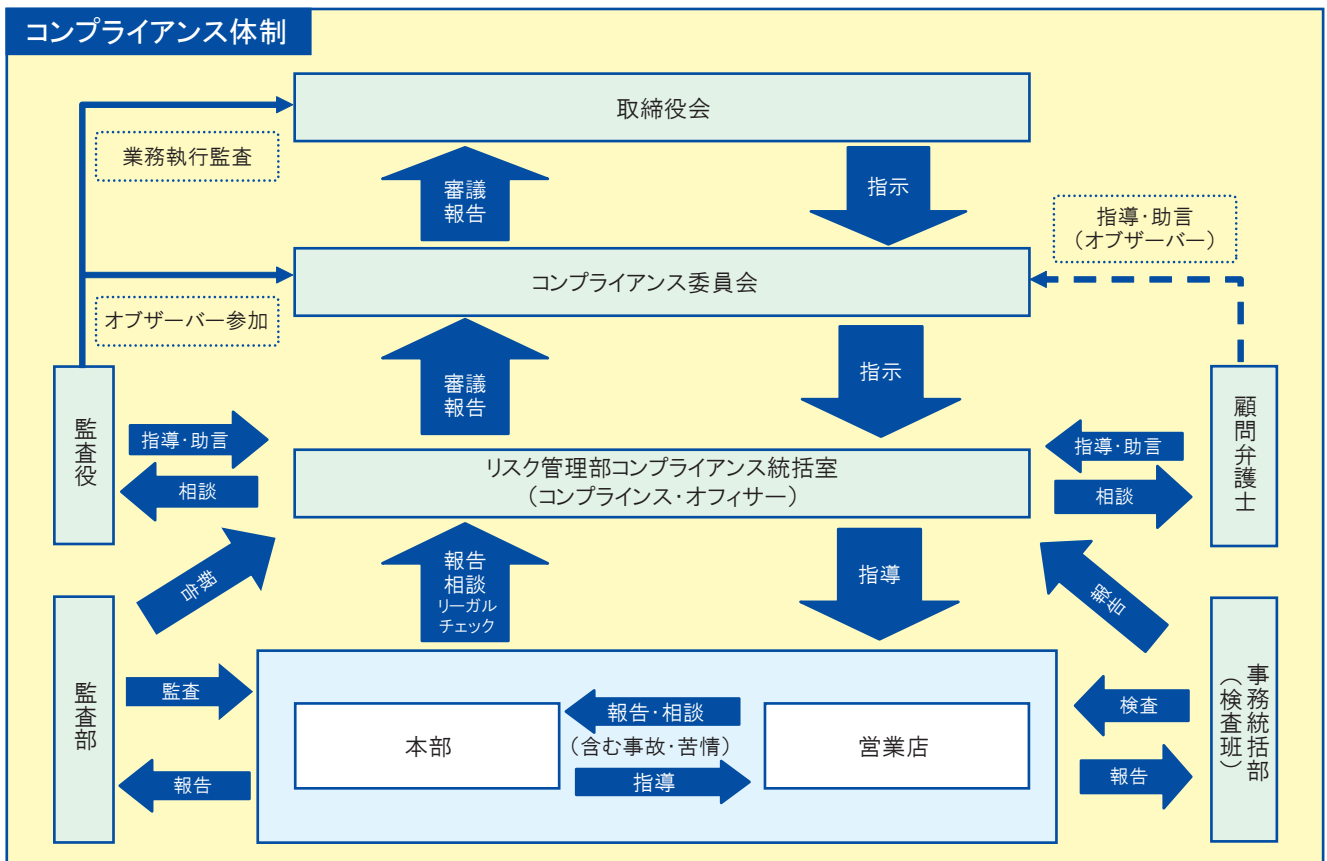 コンプライアンス体制
取締役会
業務執行監査
審議
報告
指示
指導・助言
（オブザーバー）
コンプライアンス委員会
オブザーバー参加
審議
報告
指示
監査役
指導・助言
相談
リスク管理部コンプライアンス統括室
（コンプラインス・オフィサー）
指導・助言
相談
顧問弁護士
報告
報告
相談
リーガル
チェック
指導
報告
監査部
監査
報告
本部
報告・相談
（含む事故・苦情）
指導
営業店
検査
報告
事務統括部
（検査班）